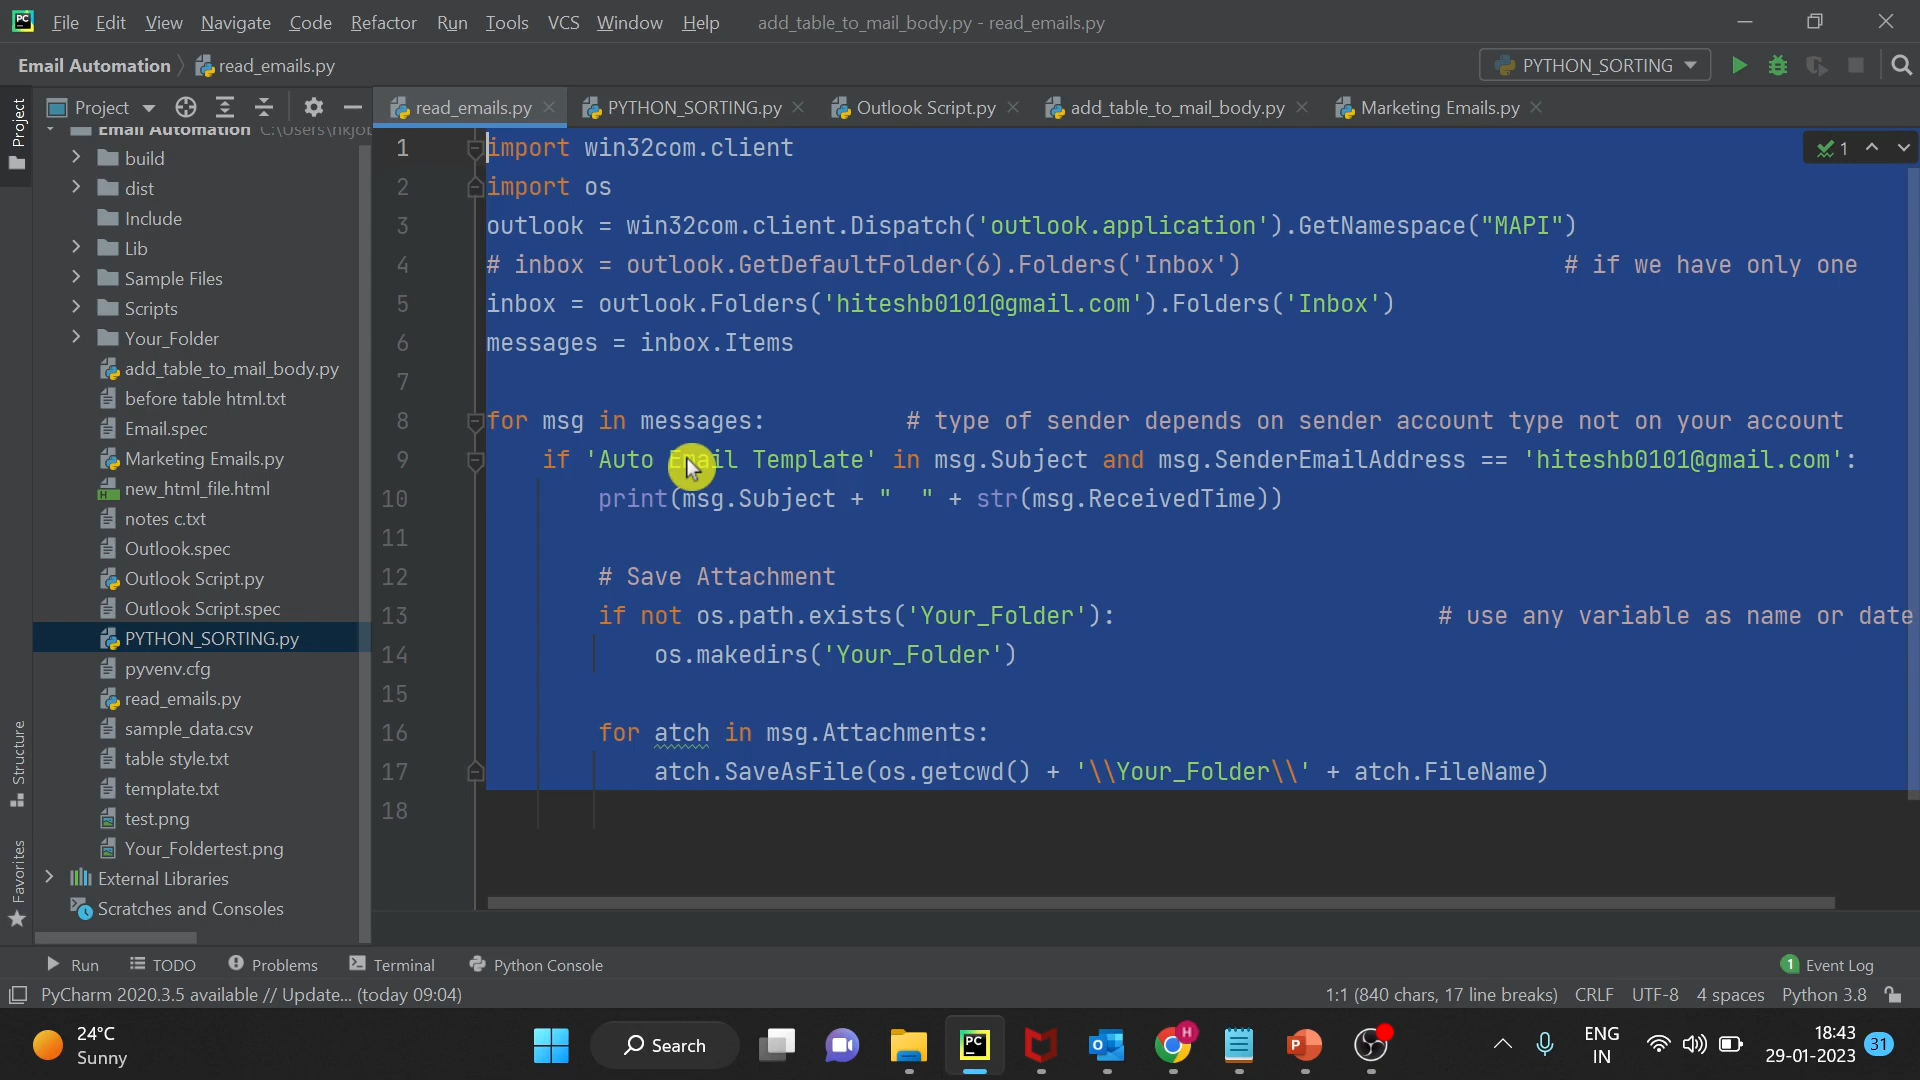 File Edit View Navigate Code Refactor Run Tools VCS Window Help add_table_to_mail_body.py - read_emails.py
Email Automation read_emails.py PYTHON_SORTING
Project read_emails.py PYTHON_SORTING.py Outlook Script.py add_table_to_mail_body.py Marketing Emails.py
Project
Email Automation
build
dist
Include
Lib
Sample Files
Scripts
Your_Folder
add_table_to_mail_body.py
before table html.txt
Email.spec
Marketing Emails.py
new_html_file.html
notes c.txt
Outlook.spec
Outlook Script.py
Outlook Script.spec
PYTHON_SORTING.py
pyvenv.cfg
read_emails.py
sample_data.csv
table style.txt
template.txt
test.png
Your_Foldertest.png
External Libraries
Scratches and Consoles
Structure
Favorites
1 import win32com.client
2 import os
3 outlook = win32com.client.Dispatch('outlook.application').GetNamespace("MAPI")
4 # inbox = outlook.GetDefaultFolder(6).Folders('Inbox') # if we have only one
5 inbox = outlook.Folders('hiteshb0101@gmail.com').Folders('Inbox')
6 messages = inbox.Items
7
8 for msg in messages: # type of sender depends on sender account type not on your account
9 if 'Auto Email Template' in msg.Subject and msg.SenderEmailAddress == 'hiteshb0101@gmail.com':
10 print(msg.Subject + "  " + str(msg.ReceivedTime))
11
12 # Save Attachment
13 if not os.path.exists('Your_Folder'): # use any variable as name or date
14 os.makedirs('Your_Folder')
15
16 for atch in msg.Attachments:
17 atch.SaveAsFile(os.getcwd() + '\\Your_Folder\\' + atch.FileName)
18
1
Run TODO Problems Terminal Python Console 1 Event Log
PyCharm 2020.3.5 available // Update... (today 09:04) 1:1 (840 chars, 17 line breaks) CRLF UTF-8 4 spaces Python 3.8
24°C
Sunny
Search
ENG
IN
18:43
29-01-2023
31